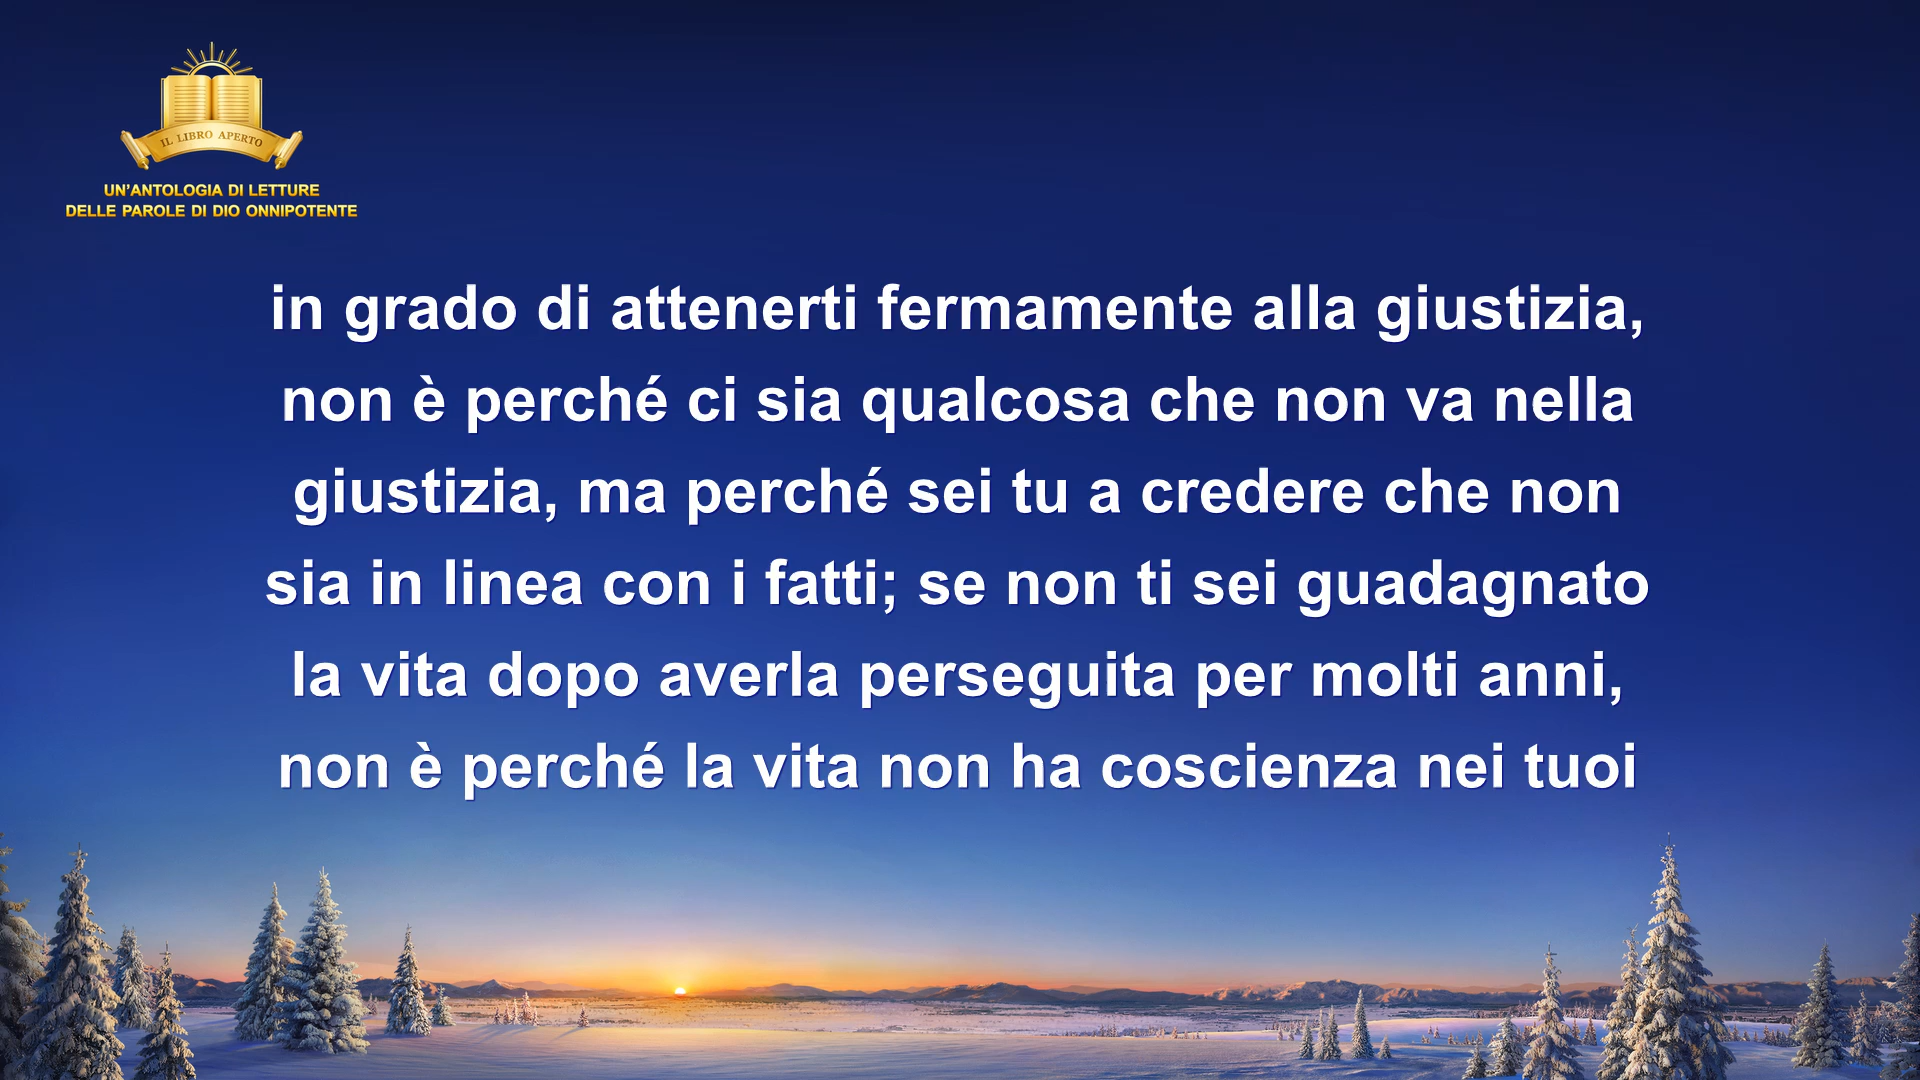 IL LIBRO APERTO
UN'ANTOLOGIA DI LETTURE
DELLE PAROLE DI DIO ONNIPOTENTE
in grado di attenerti fermamente alla giustizia,
non è perché ci sia qualcosa che non va nella
giustizia, ma perché sei tu a credere che non
sia in linea con i fatti; se non ti sei guadagnato
la vita dopo averla perseguita per molti anni,
non è perché la vita non ha coscienza nei tuoi